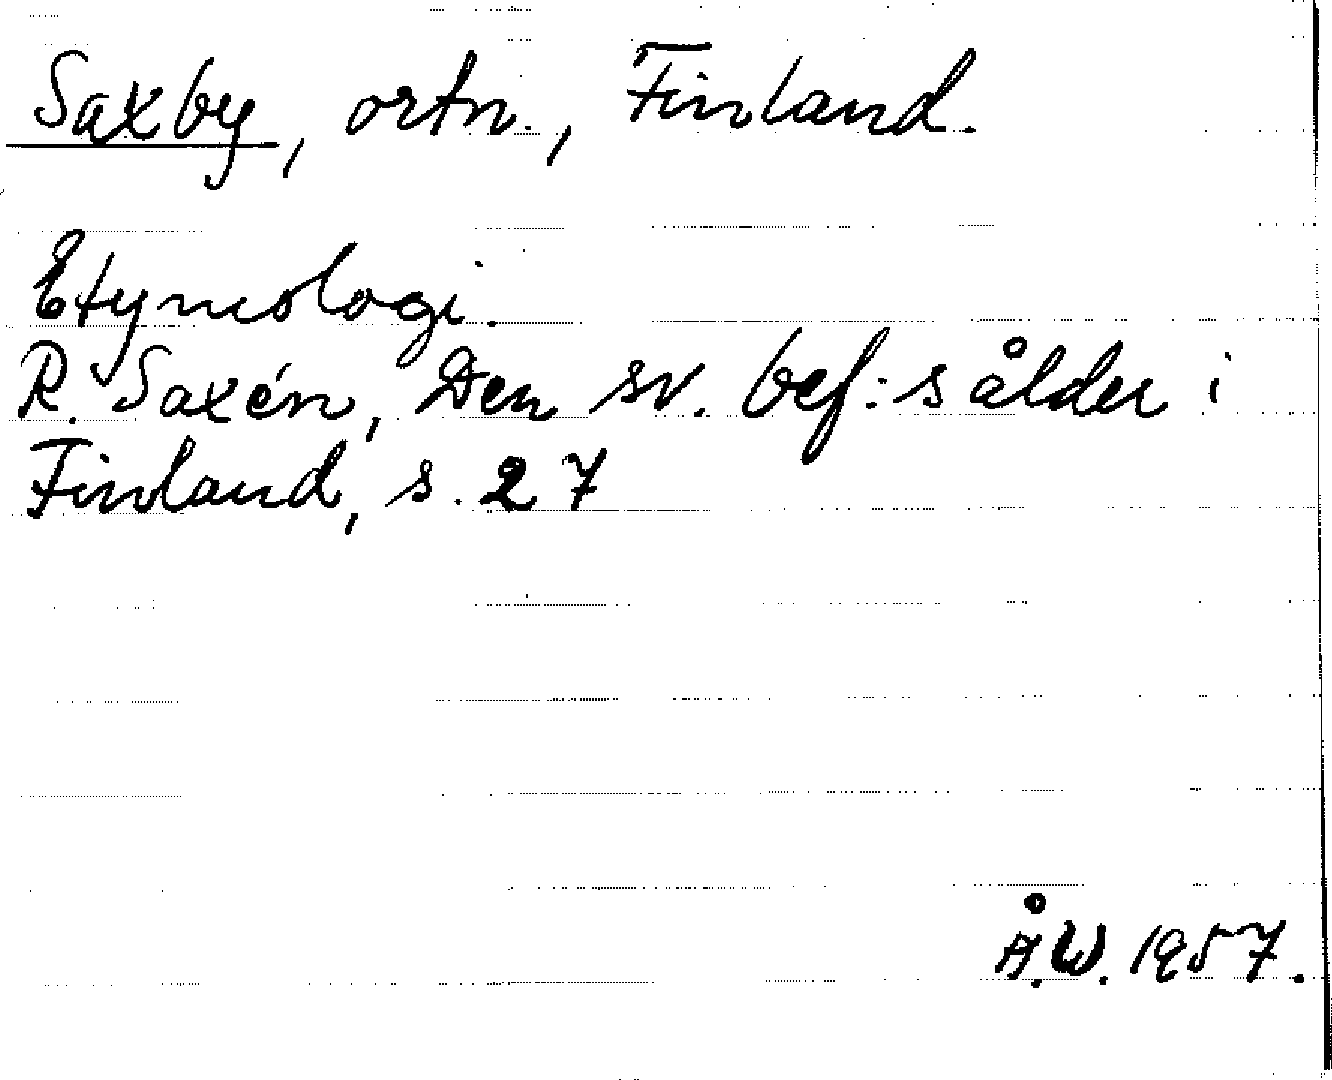 Saxby, ortn., Finland.
Etymologi.
R. Saxén, Den sv. bef:s ålder i
Finland, s. 27
Å.W. 1957.